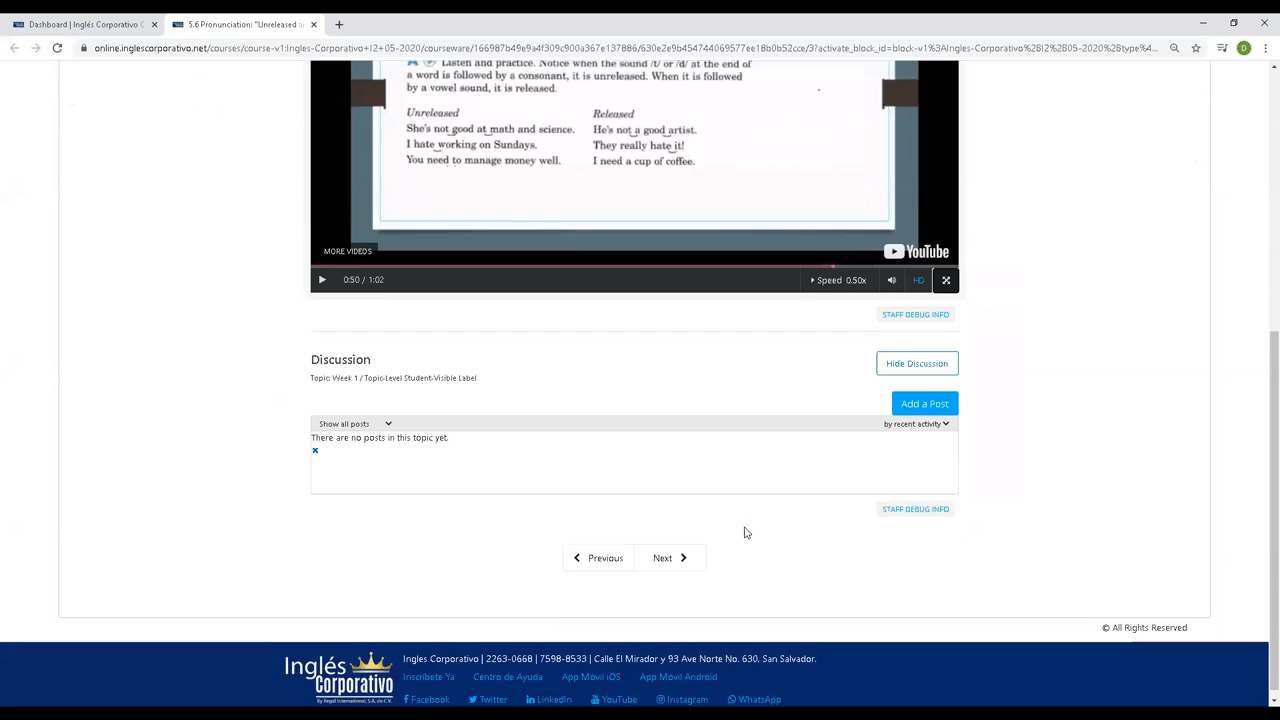 Dashboard | Inglés Corporativo C
5.6 Pronunciation: "Unreleased a
online.inglescorporativo.net/courses/course-v1:Ingles-Corporativo+I2+05-2020/courseware/166987b49e9a4f309c900a367e137886/630e2e9b454744069577ee18b0b52cce/3?activate_block_id=block-v1%3AIngles-Corporativo%2BI2%2B05-2020%2Btype%4...
D
Listen and practice. Notice when the sound /t/ or /d/ at the end
of a word is followed by a consonant, it is unreleased. When it is followed
by a vowel sound, it is released.
Unreleased
She's not good at math and science.
I hate working on Sundays.
You need to manage money well.
Released
He's not a good artist.
They really hate it!
I need a cup of coffee.
MORE VIDEOS
YouTube
0:50 / 1:02
Speed 0.50x
HD
STAFF DEBUG INFO
Discussion
Hide Discussion
Topic: Week 1 / Topic-Level Student-Visible Label
Add a Post
Show all posts
by recent activity
There are no posts in this topic yet.
STAFF DEBUG INFO
Previous
Next
© All Rights Reserved
Inglés
Corporativo
By Regal International, S.A. de C.V.
Ingles Corporativo | 2263-0668 | 7598-8533 | Calle El Mirador y 93 Ave Norte No. 630, San Salvador.
Inscríbete Ya Centro de Ayuda App Móvil iOS App Móvil Android
Facebook Twitter LinkedIn YouTube Instagram WhatsApp